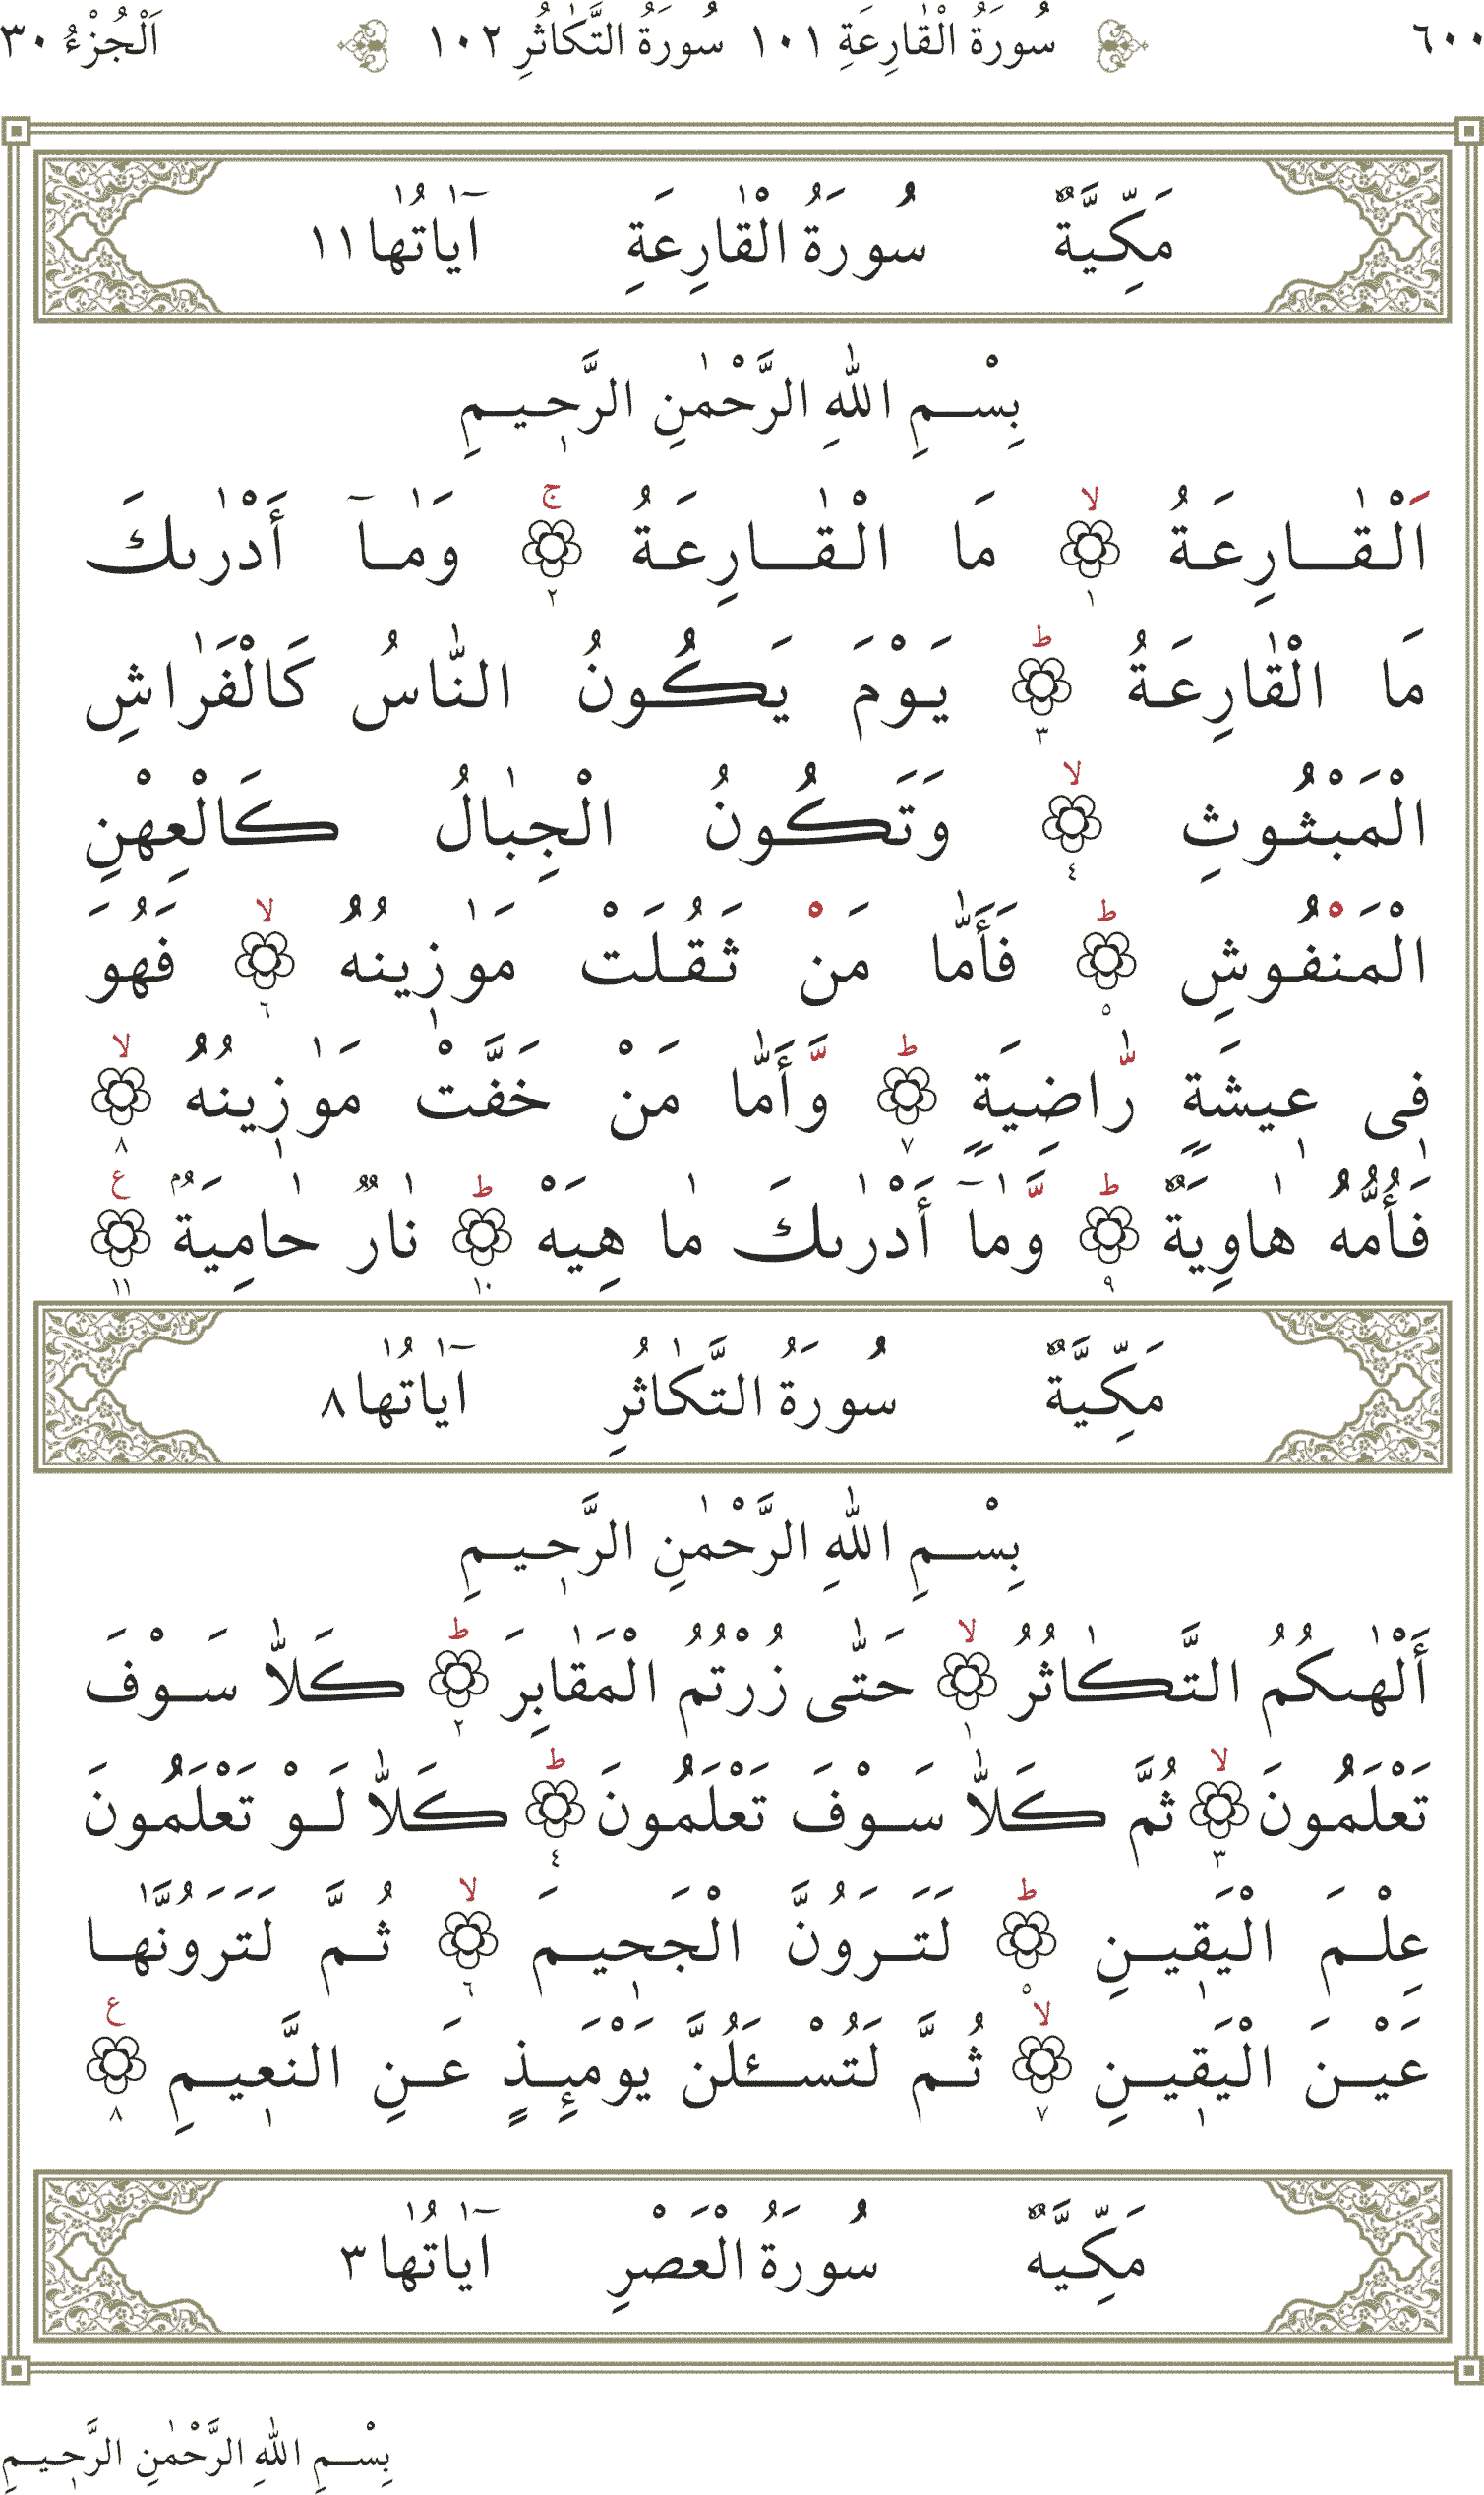 ٦٠٠ سُورَةُ الْقٰارِعَةِ ١٠١ سُورَةُ التَّكٰاثُرِ ١٠٢ اَلْجُزْءُ ٣٠
مَكِّيَّةٌ سُورَةُ الْقٰارِعَةِ آيٰاتُهٰا ١١
بِسْمِ اللّٰهِ الرَّحْمٰنِ الرَّحٖيمِ
اَلْقٰارِعَةُ لا ١ مَا الْقٰارِعَةُ ج ٢ وَمٰآ أَدْرٰىكَ
مَا الْقٰارِعَةُ ط ٣ يَوْمَ يَكُونُ النّٰاسُ كَالْفَرٰاشِ
الْمَبْثُوثِ لا ٤ وَتَكُونُ الْجِبٰالُ كَالْعِهْنِ
الْمَنْفُوشِ ط ٥ فَأَمّٰا مَنْ ثَقُلَتْ مَوٰزٖينُهُ لا ٦ فَهُوَ
فٖى عٖيشَةٍ رّٰاضِيَةٍ ط ٧ وَّأَمّٰا مَنْ خَفَّتْ مَوٰزٖينُهُ لا ٨
فَأُمُّهُ هٰاوِيَةٌ ط ٩ وَّمٰآ أَدْرٰىكَ مٰا هِيَهْ ط ١٠ نٰارٌ حٰامِيَةٌ ع ١١
مَكِّيَّةٌ سُورَةُ التَّكٰاثُرِ آيٰاتُهٰا ٨
بِسْمِ اللّٰهِ الرَّحْمٰنِ الرَّحٖيمِ
أَلْهٰىكُمُ التَّكٰاثُرُ لا ١ حَتّٰى زُرْتُمُ الْمَقٰابِرَ ط ٢ كَلّٰا سَوْفَ
تَعْلَمُونَ لا ٣ ثُمَّ كَلّٰا سَوْفَ تَعْلَمُونَ ط ٤ كَلّٰا لَوْ تَعْلَمُونَ
عِلْمَ الْيَقٖينِ ط ٥ لَتَرَوُنَّ الْجَحٖيمَ لا ٦ ثُمَّ لَتَرَوُنَّهٰا
عَيْنَ الْيَقٖينِ لا ٧ ثُمَّ لَتُسْـَٔلُنَّ يَوْمَئِذٍ عَنِ النَّعٖيمِ ع ٨
مَكِّيَّه سُورَةُ الْعَصْرِ آيٰاتُهٰا ٣
بِسْمِ اللّٰهِ الرَّحْمٰنِ الرَّحٖيمِ